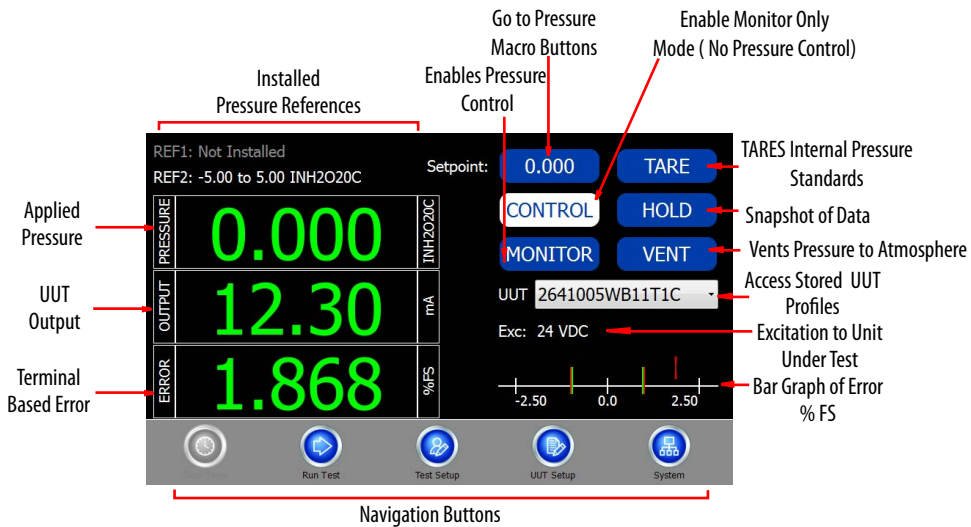 Go to Pressure
Macro Buttons
Enable Monitor Only
Mode ( No Pressure Control)
Installed
Pressure References
Enables Pressure
Control
REF1: Not Installed
REF2: -5.00 to 5.00 INH2O20C
Setpoint:
0.000
TARE
TARES Internal Pressure
Standards
Applied
Pressure
PRESSURE
0.000
INH2O20C
CONTROL
HOLD
Snapshot of Data
MONITOR
VENT
Vents Pressure to Atmosphere
UUT
Output
OUTPUT
12.30
mA
UUT
2641005WB11T1C
Access Stored UUT
Profiles
Exc: 24 VDC
Excitation to Unit
Under Test
Terminal
Based Error
ERROR
1.868
%FS
-2.50
0.0
2.50
Bar Graph of Error
% FS
Run Test
Test Setup
UUT Setup
System
Navigation Buttons